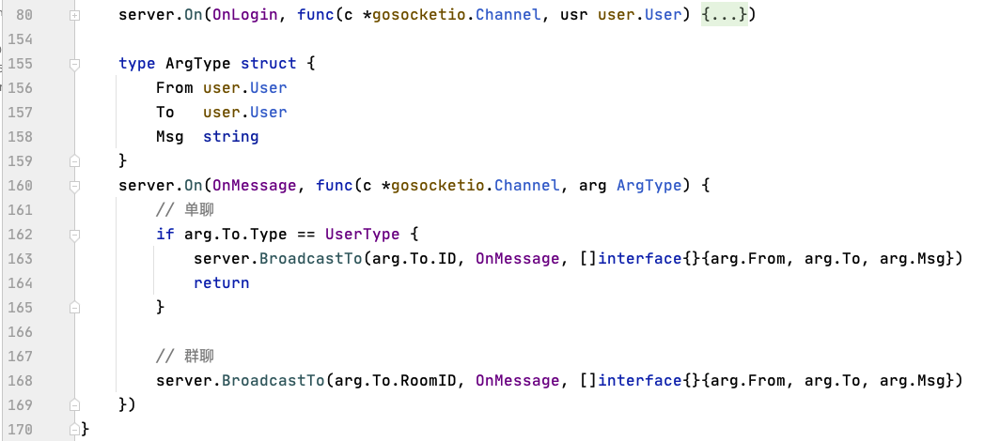 80 server.On(OnLogin, func(c *gosocketio.Channel, usr user.User) {...})
154
155 type ArgType struct {
156 From user.User
157 To user.User
158 Msg string
159 }
160 server.On(OnMessage, func(c *gosocketio.Channel, arg ArgType) {
161 // 单聊
162 if arg.To.Type == UserType {
163 server.BroadcastTo(arg.To.ID, OnMessage, []interface{}{arg.From, arg.To, arg.Msg})
164 return
165 }
166
167 // 群聊
168 server.BroadcastTo(arg.To.RoomID, OnMessage, []interface{}{arg.From, arg.To, arg.Msg})
169 })
170 }